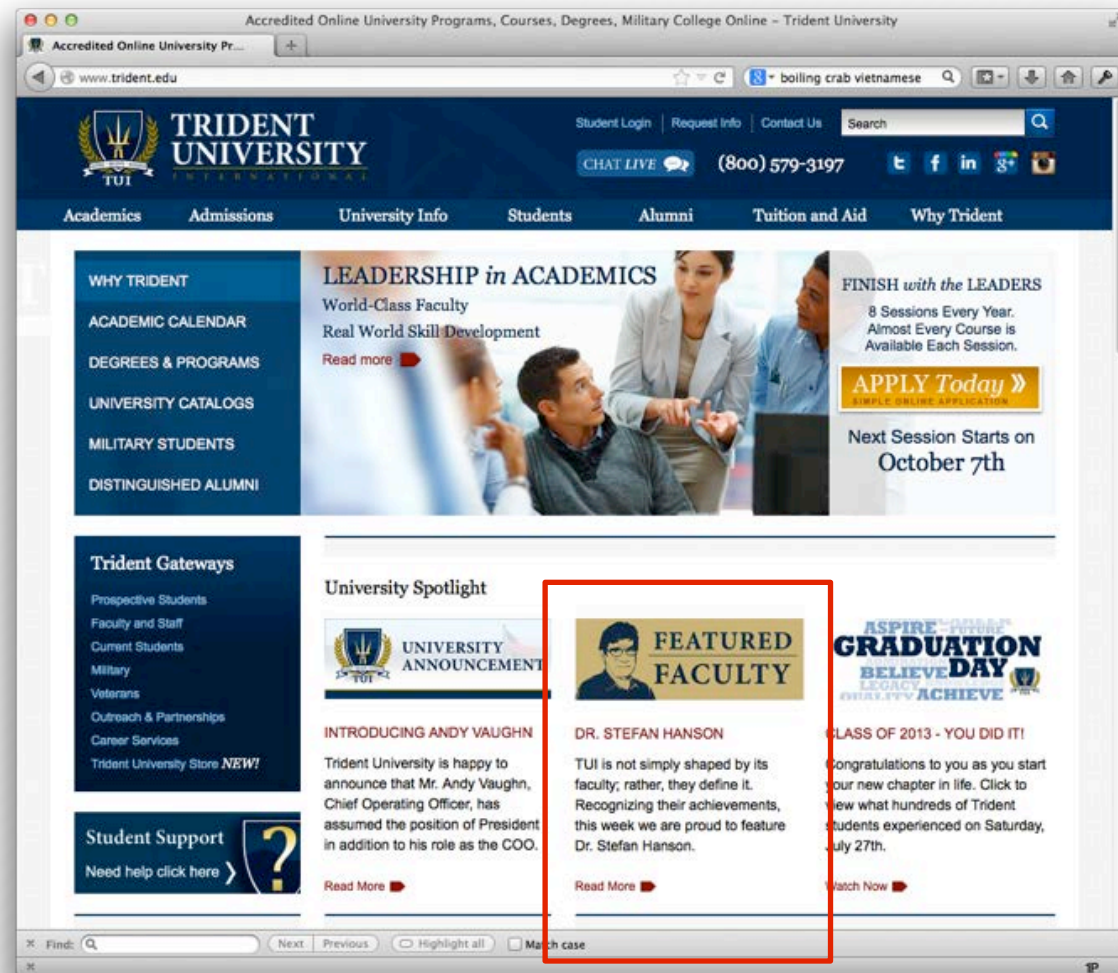 Accredited Online University Programs, Courses, Degrees, Military College Online – Trident University
Accredited Online University Pr...
www.trident.edu
boiling crab vietnamese
TUI
TRIDENT
UNIVERSITY
INTERNATIONAL
Student Login | Request Info | Contact Us
Search
CHAT LIVE
(800) 579-3197
Academics
Admissions
University Info
Students
Alumni
Tuition and Aid
Why Trident
WHY TRIDENT
ACADEMIC CALENDAR
DEGREES & PROGRAMS
UNIVERSITY CATALOGS
MILITARY STUDENTS
DISTINGUISHED ALUMNI
LEADERSHIP in ACADEMICS
World-Class Faculty
Real World Skill Development
Read more
FINISH with the LEADERS
8 Sessions Every Year.
Almost Every Course is
Available Each Session.
APPLY Today »
SIMPLE ONLINE APPLICATION
Next Session Starts on
October 7th
Trident Gateways
Prospective Students
Faculty and Staff
Current Students
Military
Veterans
Outreach & Partnerships
Career Services
Trident University Store NEW!
Student Support
Need help click here
University Spotlight
TUI
UNIVERSITY
ANNOUNCEMENT
INTRODUCING ANDY VAUGHN
Trident University is happy to
announce that Mr. Andy Vaughn,
Chief Operating Officer, has
assumed the position of President
in addition to his role as the COO.
Read More
FEATURED
FACULTY
DR. STEFAN HANSON
TUI is not simply shaped by its
faculty; rather, they define it.
Recognizing their achievements,
this week we are proud to feature
Dr. Stefan Hanson.
Read More
ASPIRE FUTURE
GRADUATION
BELIEVE DAY
LEGACY
QUALITY ACHIEVE
CLASS OF 2013 - YOU DID IT!
Congratulations to you as you start
your new chapter in life. Click to
view what hundreds of Trident
students experienced on Saturday,
July 27th.
Watch Now
Find:
Next
Previous
Highlight all
Match case